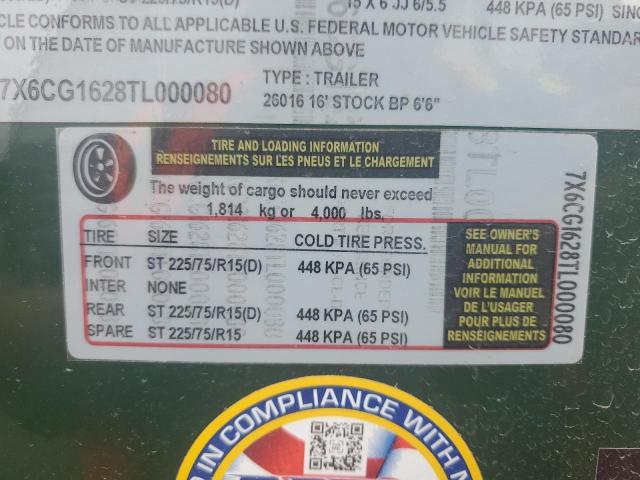 15 X 6 JJ 6/5.5 448 KPA (65 PSI)
CLE CONFORMS TO ALL APPLICABLE U.S. FEDERAL MOTOR VEHICLE SAFETY STANDAR
THE DATE OF MANUFACTURE SHOWN ABOVE
7X6CG1628TL000080
TYPE : TRAILER
26016 16' STOCK BP 6'6"
TIRE AND LOADING INFORMATION
RENSEIGNEMENTS SUR LES PNEUS ET LE CHARGEMENT
The weight of cargo should never exceed
1,814 kg or 4,000 lbs.
TIRE SIZE COLD TIRE PRESS.
FRONT ST 225/75/R15(D) 448 KPA (65 PSI)
INTER NONE
REAR ST 225/75/R15(D) 448 KPA (65 PSI)
SPARE ST 225/75/R15 448 KPA (65 PSI)
SEE OWNER'S
MANUAL FOR
ADDITIONAL
INFORMATION
VOIR LE MANUEL
DE L'USAGER
POUR PLUS DE
RENSEIGNEMENTS
7X6CG1628TL000080
IN COMPLIANCE WITH